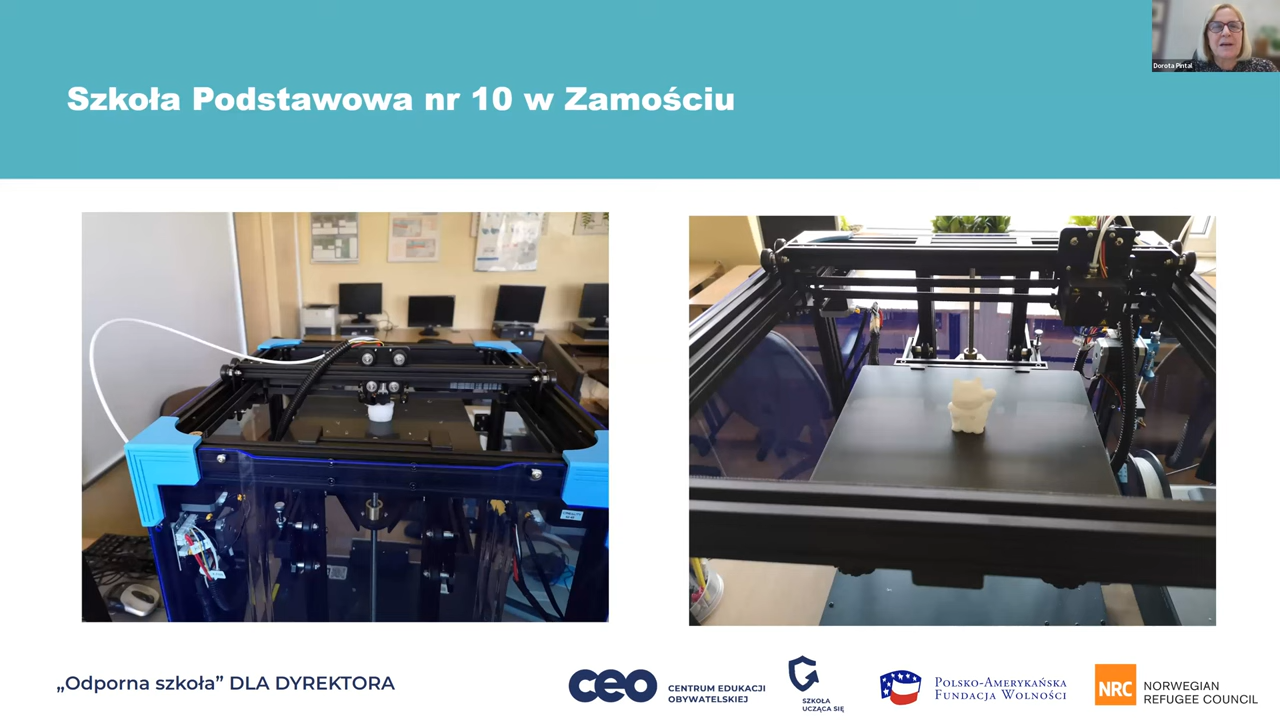 Dorota Pintal
Szkoła Podstawowa nr 10 w Zamościu
„Odporna szkoła” DLA DYREKTORA
ceo
CENTRUM EDUKACJI
OBYWATELSKIEJ
SZKOŁA
UCZĄCA SIĘ
POLSKO-AMERYKAŃSKA
FUNDACJA WOLNOŚCI
NRC
NORWEGIAN
REFUGEE COUNCIL